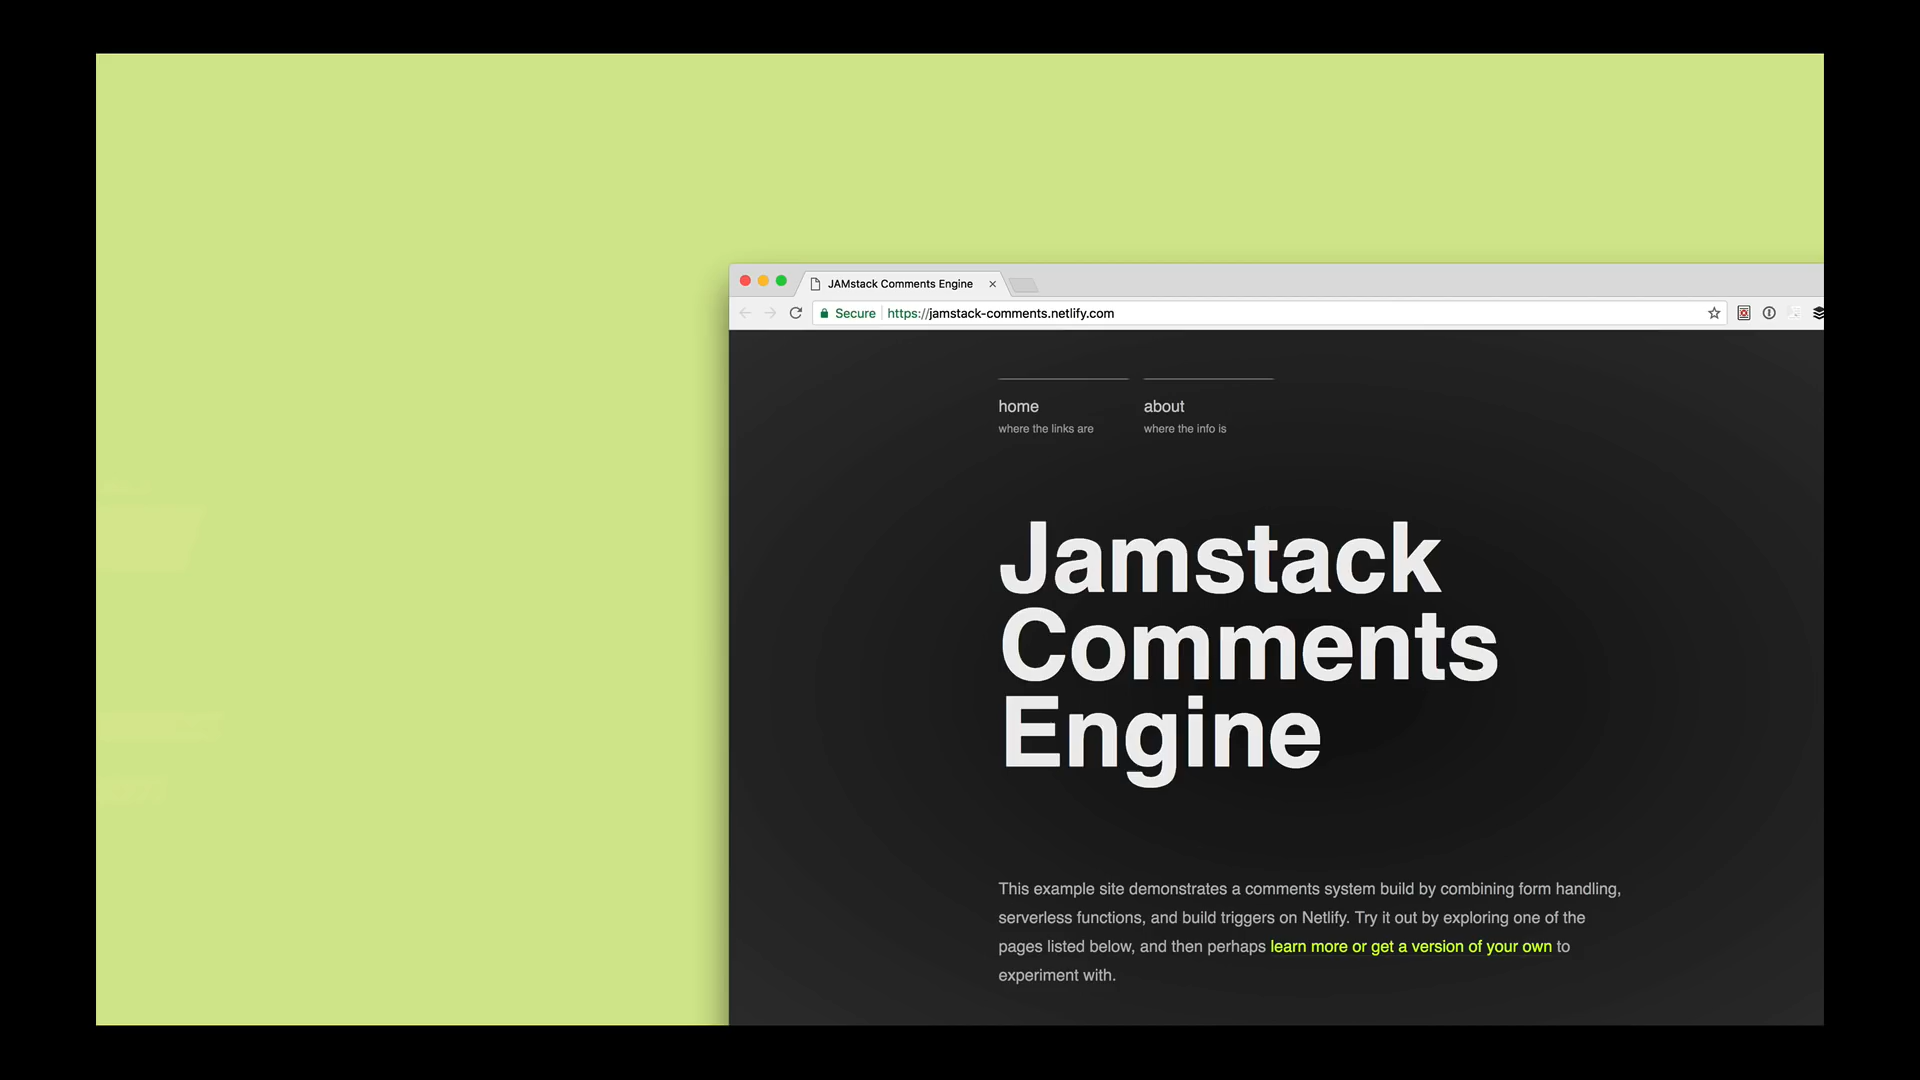 JAMstack Comments Engine
Secure https://jamstack-comments.netlify.com
home about
where the links are where the info is
Jamstack
Comments
Engine
This example site demonstrates a comments system build by combining form handling,
serverless functions, and build triggers on Netlify. Try it out by exploring one of the
pages listed below, and then perhaps learn more or get a version of your own to
experiment with.